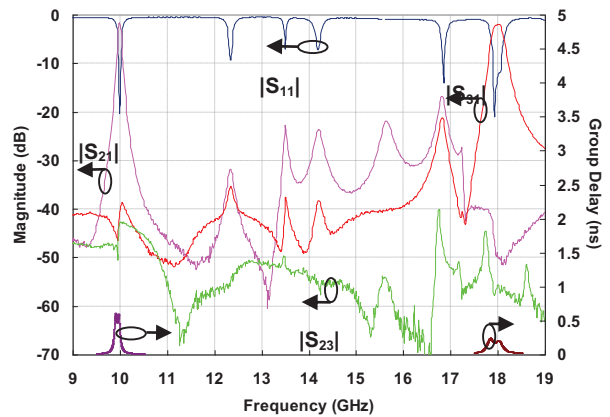 0
-10
-20
-30
-40
-50
-60
-70
Magnitude (dB)
5
4.5
4
3.5
3
2.5
2
1.5
1
0.5
0
Group Delay (ns)
|S11|
|S31|
|S21|
|S23|
9 10 11 12 13 14 15 16 17 18 19
Frequency (GHz)